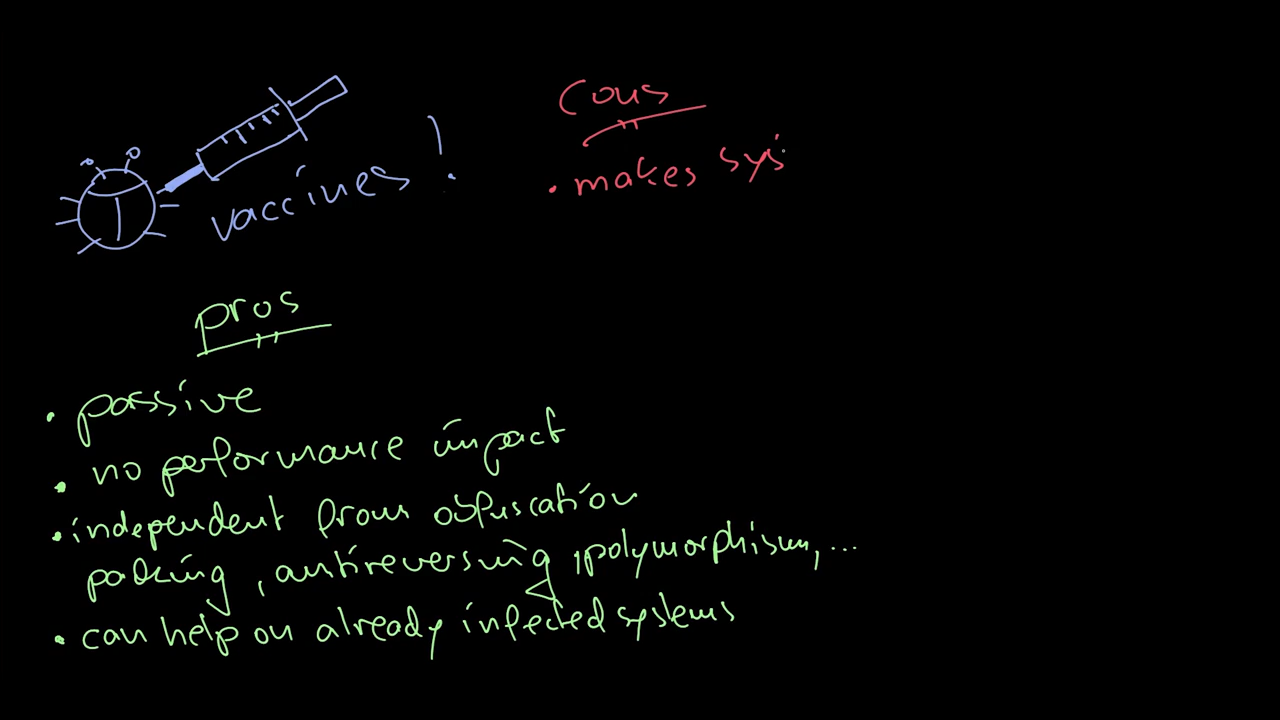 vaccines!
Cons
• makes sys
pros
• passive
• no performance impact
• independent from obfuscation
packing, antireversing, polymorphism, ...
• can help on already infected systems